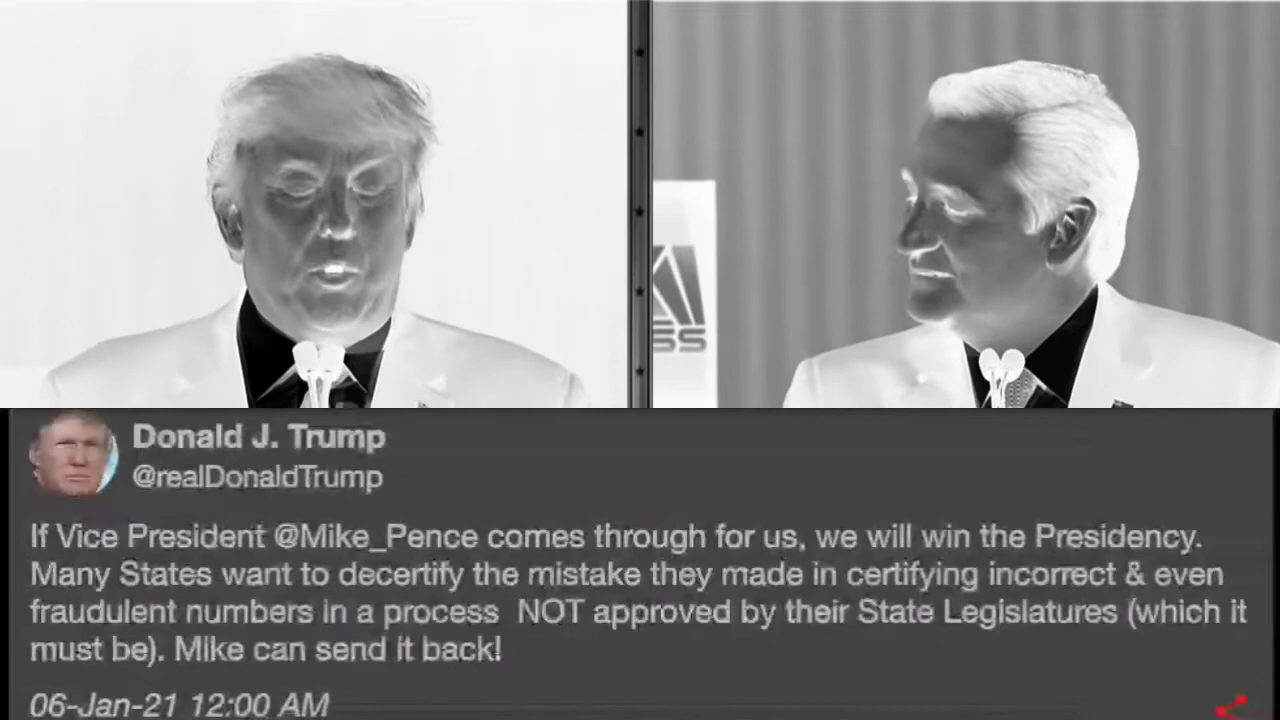 SS
Donald J. Trump
@realDonaldTrump
If Vice President @Mike_Pence comes through for us, we will win the Presidency.
Many States want to decertify the mistake they made in certifying incorrect & even
fraudulent numbers in a process NOT approved by their State Legislatures (which it
must be). Mike can send it back!
06-Jan-21 12:00 AM